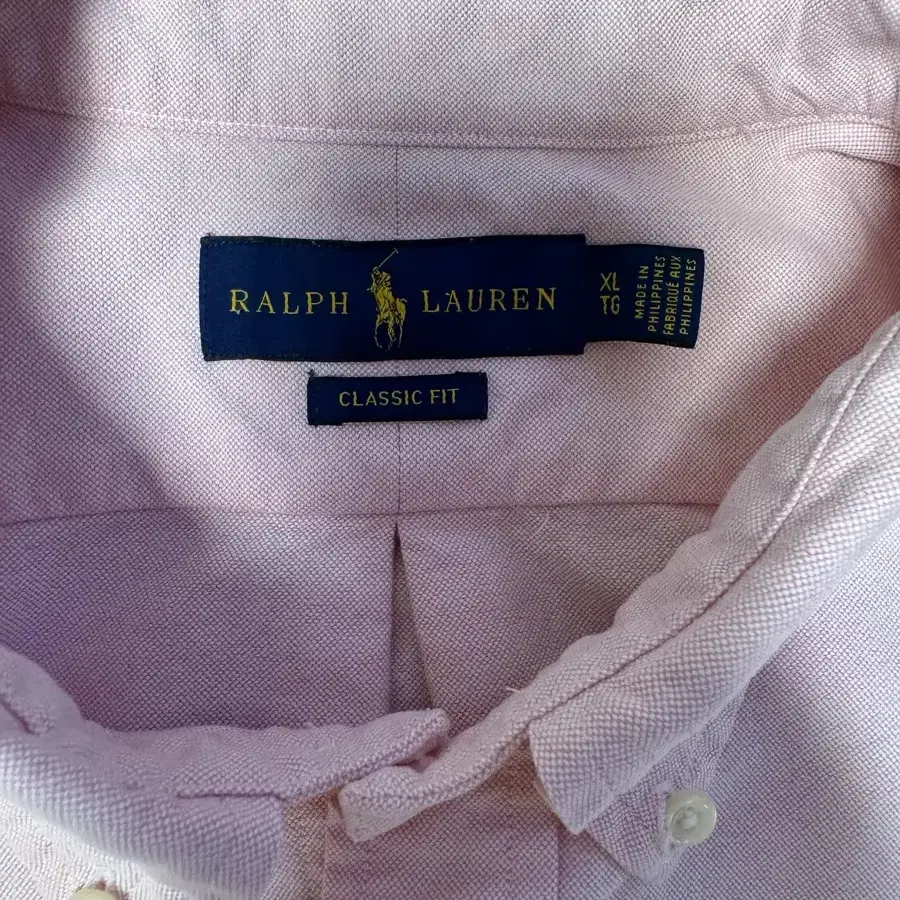 RALPH LAUREN
XL
TG
MADE IN
PHILIPPINES
FABRIQUÉ AUX
PHILIPPINES
CLASSIC FIT